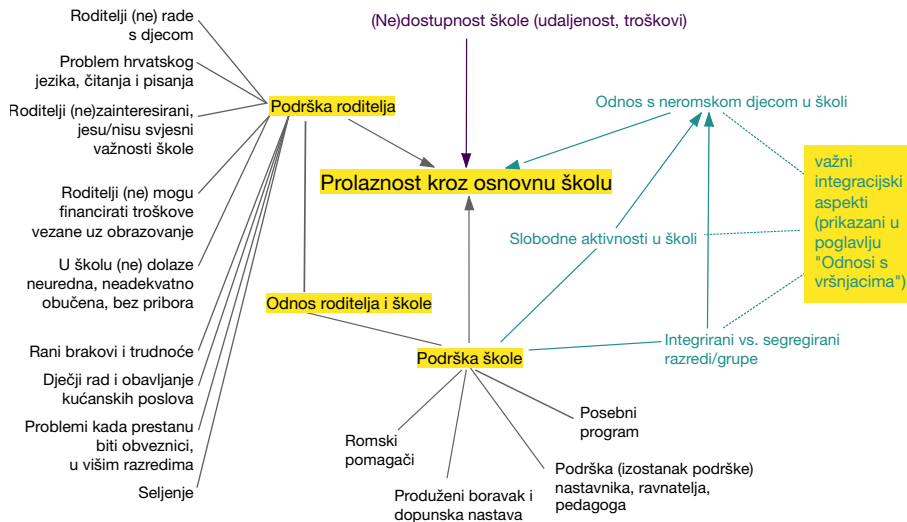 Roditelji (ne) rade
s djecom
Problem hrvatskog
jezika, čitanja i pisanja
Roditelji (ne)zainteresirani,
jesu/nisu svjesni
važnosti škole
Roditelji (ne) mogu
financirati troškove
vezane uz obrazovanje
U školu (ne) dolaze
neuredna, neadekvatno
obučena, bez pribora
Rani brakovi i trudnoće
Dječji rad i obavljanje
kućanskih poslova
Problemi kada prestanu
biti obveznici,
u višim razredima
Seljenje
Podrška roditelja
(Ne)dostupnost škole (udaljenost, troškovi)
Prolaznost kroz osnovnu školu
Odnos roditelja i škole
Podrška škole
Romski
pomagači
Produženi boravak i
dopunska nastava
Podrška (izostanak podrške)
nastavnika, ravnatelja,
pedagoga
Posebni
program
Odnos s neromskom djecom u školi
Slobodne aktivnosti u školi
Integrirani vs. segregirani
razredi/grupe
važni
integracijski
aspekti
(prikazani u
poglavlju
"Odnosi s
vršnjacima")